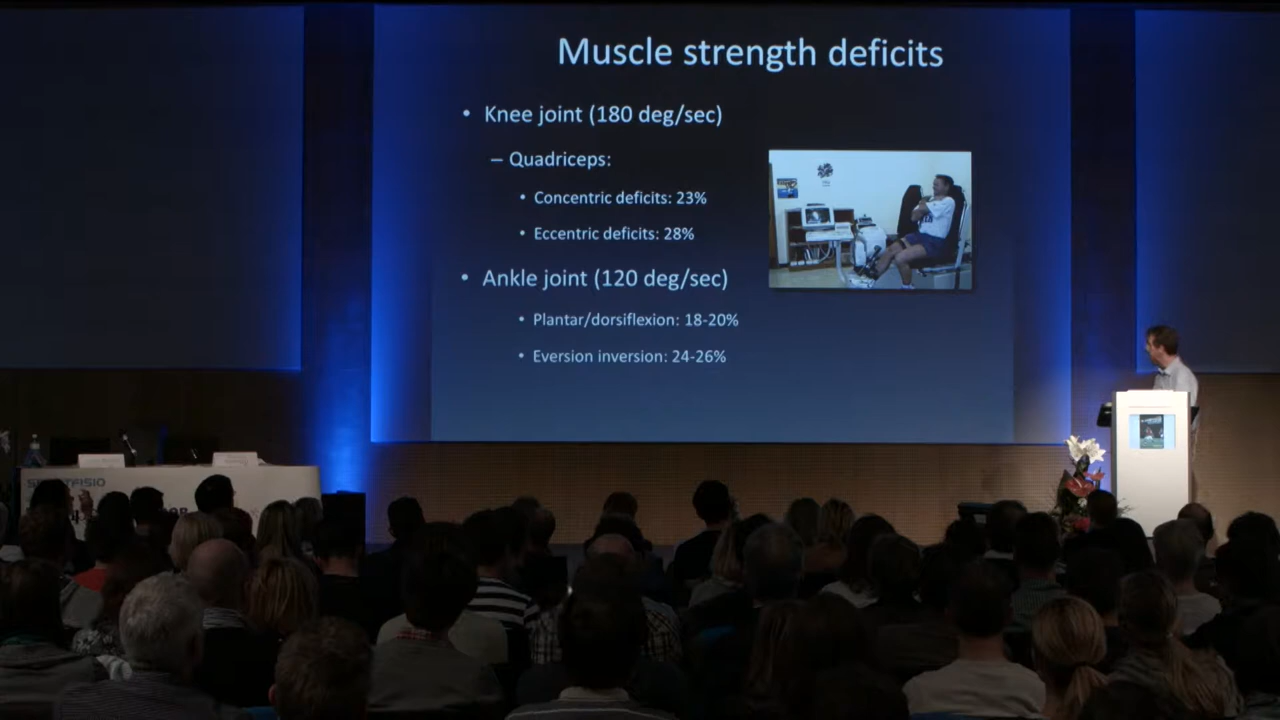 Muscle strength deficits
• Knee joint (180 deg/sec)
– Quadriceps:
• Concentric deficits: 23%
• Eccentric deficits: 28%
• Ankle joint (120 deg/sec)
• Plantar/dorsiflexion: 18-20%
• Eversion inversion: 24-26%